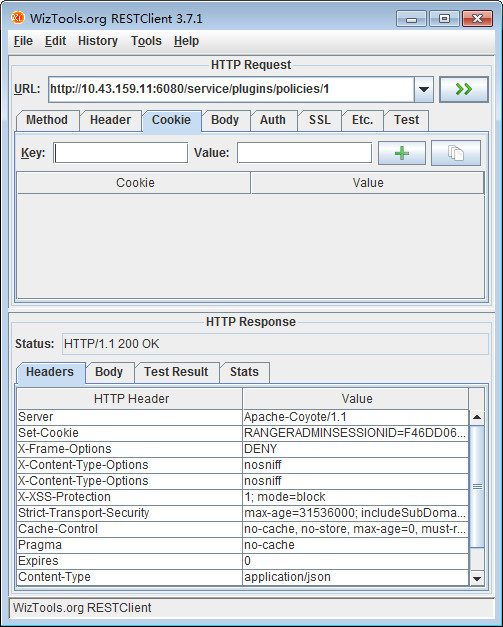 WizTools.org RESTClient 3.7.1
File Edit History Tools Help
HTTP Request
URL: http://10.43.159.11:6080/service/plugins/policies/1
Method Header Cookie Body Auth SSL Etc. Test
Key: Value:
Cookie Value
HTTP Response
Status: HTTP/1.1 200 OK
Headers Body Test Result Stats
HTTP Header Value
Server Apache-Coyote/1.1
Set-Cookie RANGERADMINSESSIONID=F46DD06...
X-Frame-Options DENY
X-Content-Type-Options nosniff
X-Content-Type-Options nosniff
X-XSS-Protection 1; mode=block
Strict-Transport-Security max-age=31536000; includeSubDoma...
Cache-Control no-cache, no-store, max-age=0, must-r...
Pragma no-cache
Expires 0
Content-Type application/json
WizTools.org RESTClient